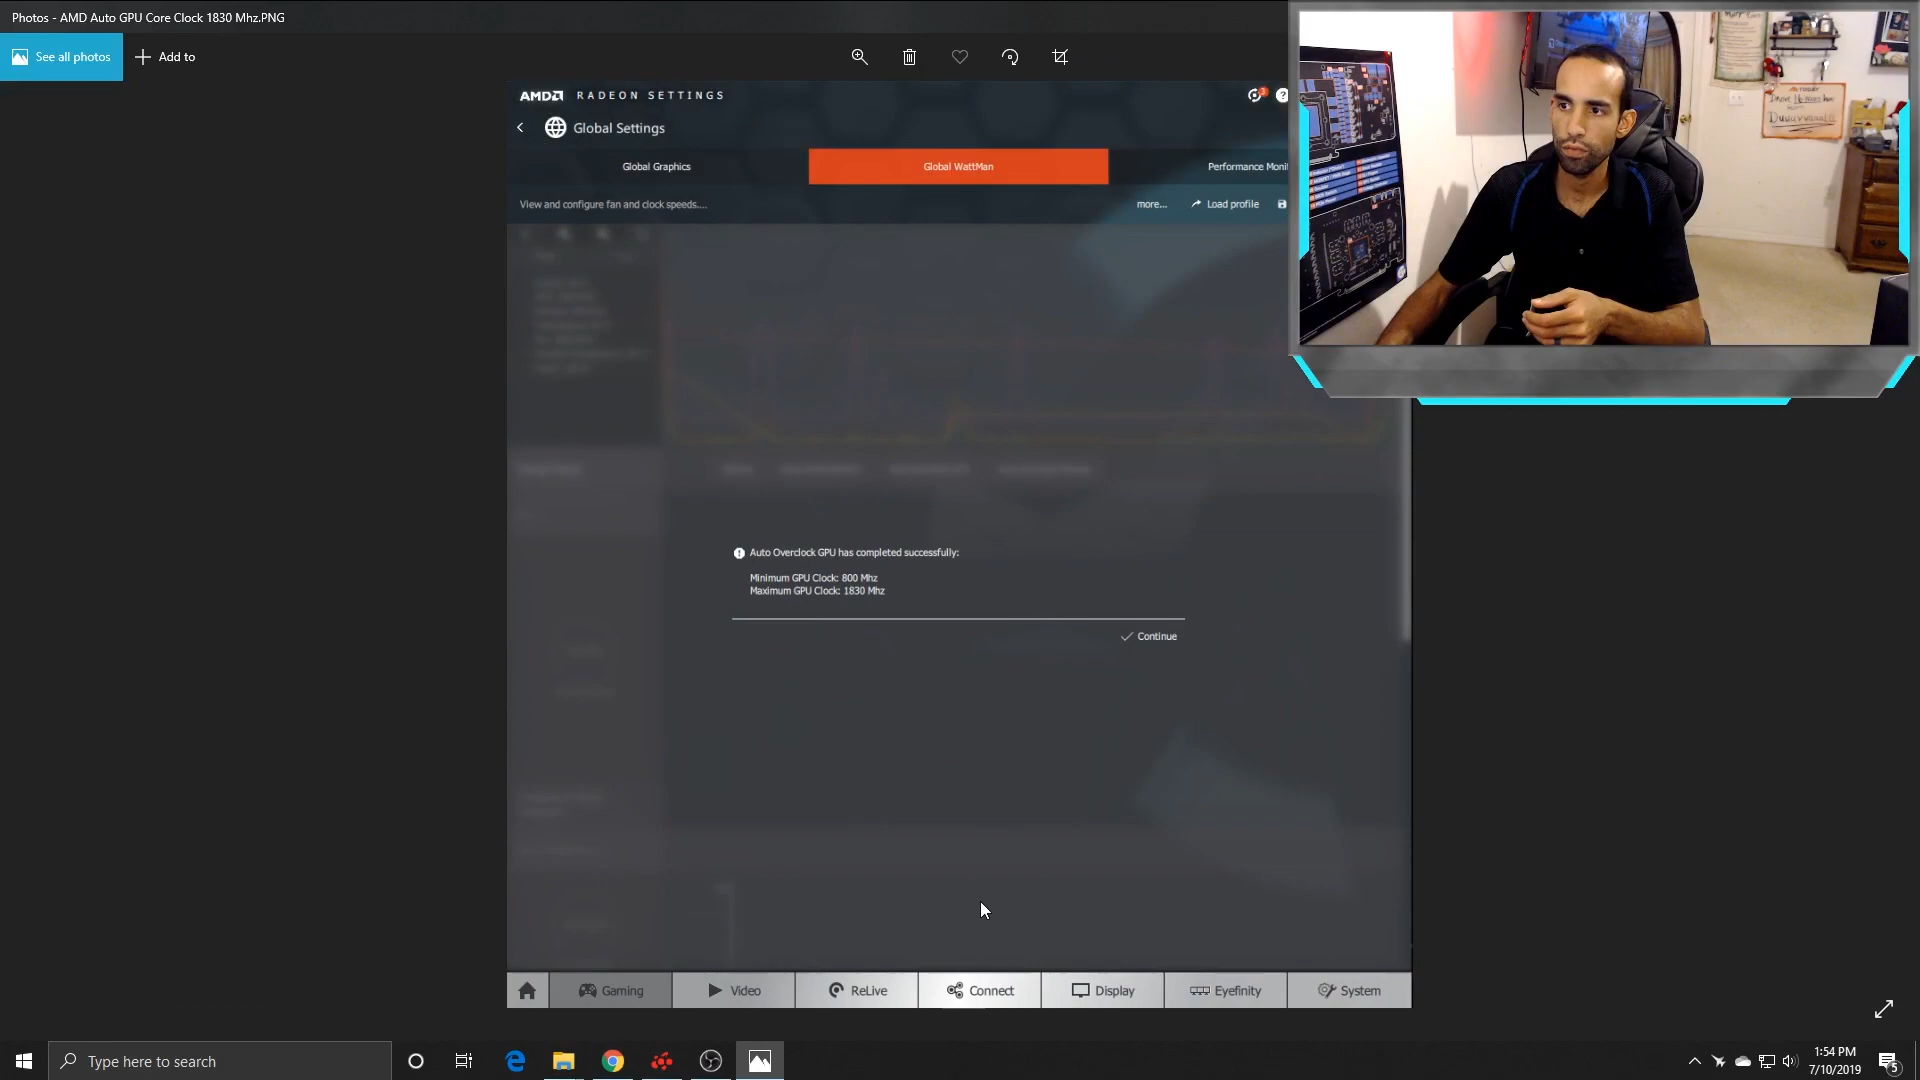 Photos - AMD Auto GPU Core Clock 1830 Mhz.PNG
See all photos
Add to
AMD RADEON SETTINGS
3
?
Global Settings
Global Graphics
Global WattMan
Performance Moni
View and configure fan and clock speeds....
more...
Load profile
Auto Overclock GPU has completed successfully:
Minimum GPU Clock: 800 Mhz
Maximum GPU Clock: 1830 Mhz
Continue
Gaming
Video
ReLive
Connect
Display
Eyefinity
System
Type here to search
1:54 PM
7/10/2019
5